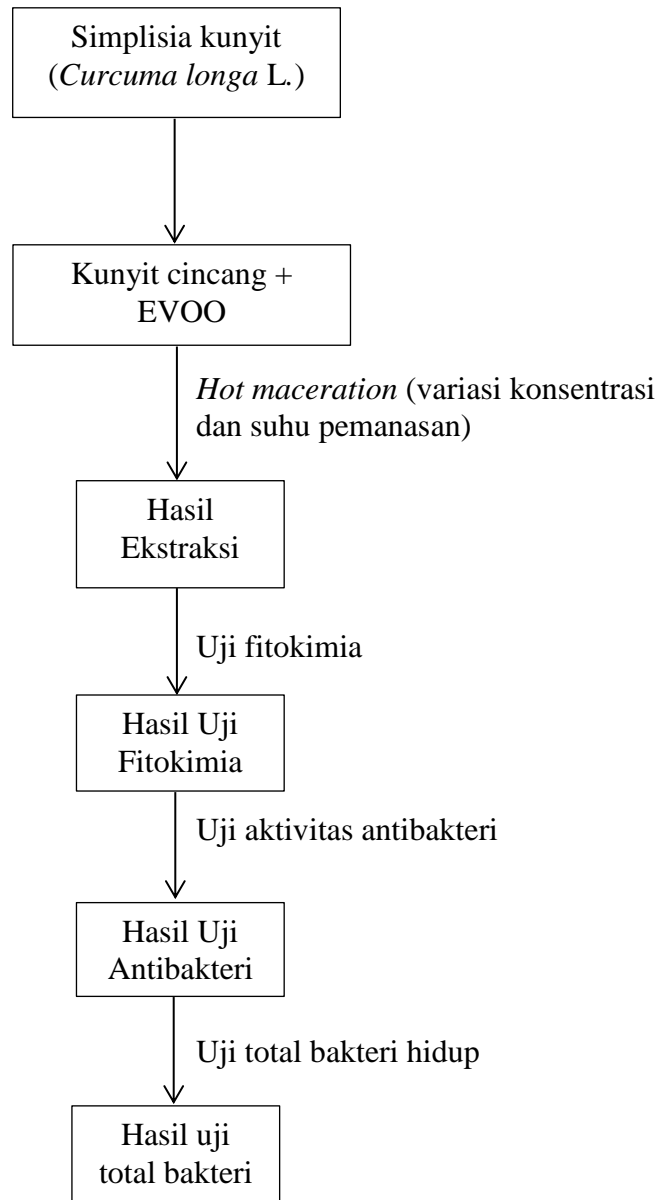 Simplisia kunyit
(Curcuma longa L.)
Kunyit cincang +
EVOO
Hot maceration (variasi konsentrasi
dan suhu pemanasan)
Hasil
Ekstraksi
Uji fitokimia
Hasil Uji
Fitokimia
Uji aktivitas antibakteri
Hasil Uji
Antibakteri
Uji total bakteri hidup
Hasil uji
total bakteri